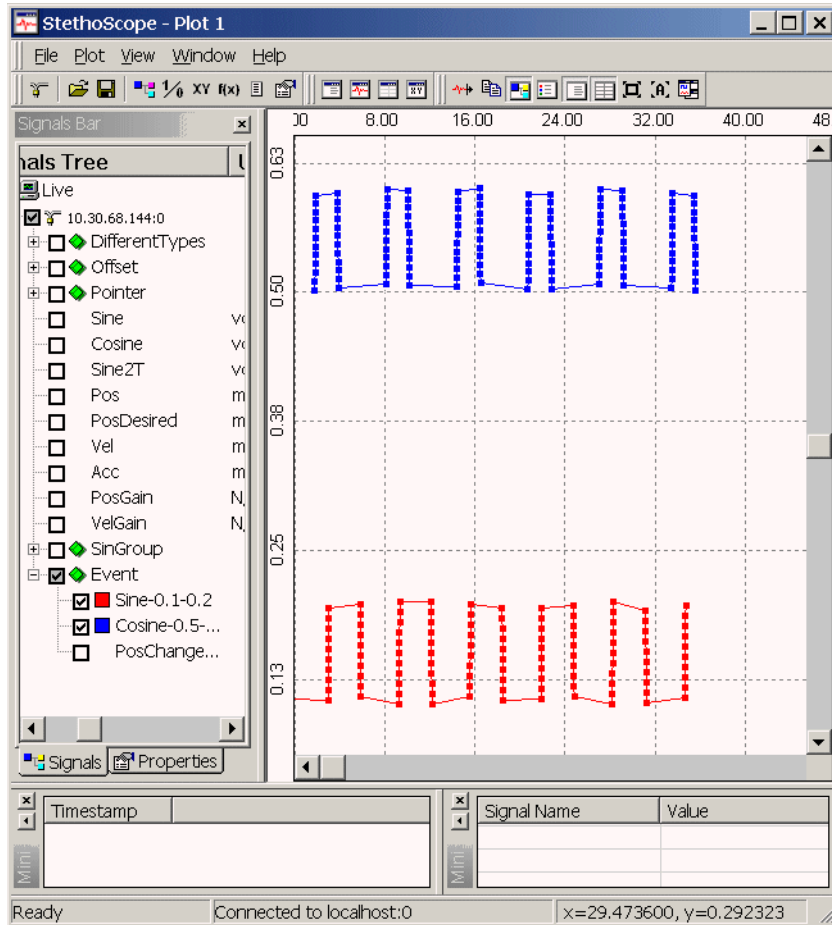 StethoScope - Plot 1
File Plot View Window Help
XY f(x)
XY
[A]
Signals Bar
nals Tree
Live
10.30.68.144:0
DifferentTypes
Offset
Pointer
Sine
Cosine
Sine2T
Pos m
PosDesired m
Vel m
Acc m
PosGain N
VelGain N
SinGroup
Event
Sine-0.1-0.2
Cosine-0.5-...
PosChange...
Signals Properties
8.00 16.00 24.00 32.00 40.00 48
0.63
0.50
0.38
0.25
0.13
Timestamp
Mini
Signal Name Value
Mini
Ready Connected to localhost:0 x=29.473600, y=0.292323